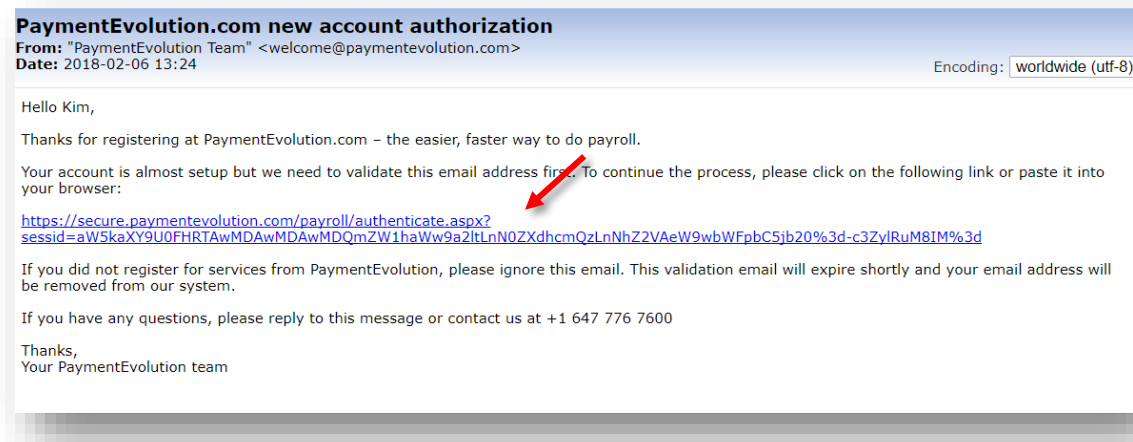 PaymentEvolution.com new account authorization
From: "PaymentEvolution Team" <welcome@paymentevolution.com>
Date: 2018-02-06 13:24
Encoding: worldwide (utf-8)
Hello Kim,
Thanks for registering at PaymentEvolution.com – the easier, faster way to do payroll.
Your account is almost setup but we need to validate this email address first. To continue the process, please click on the following link or paste it into
your browser:
https://secure.paymentevolution.com/payroll/authenticate.aspx?
sessid=aW5kaXY9U0FHRTAwMDAwMDAwMDQmZW1haWw9a2ltLnN0ZXdhcmQzLnNhZ2VAeW9wbWFpbC5jb20%3d-c3ZylRuM8IM%3d
If you did not register for services from PaymentEvolution, please ignore this email. This validation email will expire shortly and your email address will
be removed from our system.
If you have any questions, please reply to this message or contact us at +1 647 776 7600
Thanks,
Your PaymentEvolution team